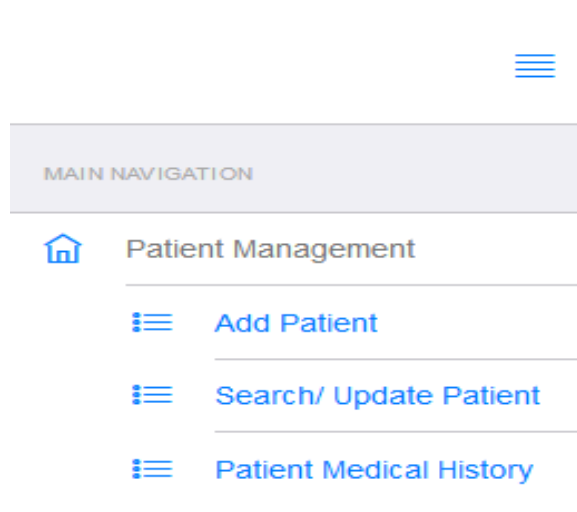 MAIN NAVIGATION
Patient Management
Add Patient
Search/ Update Patient
Patient Medical History